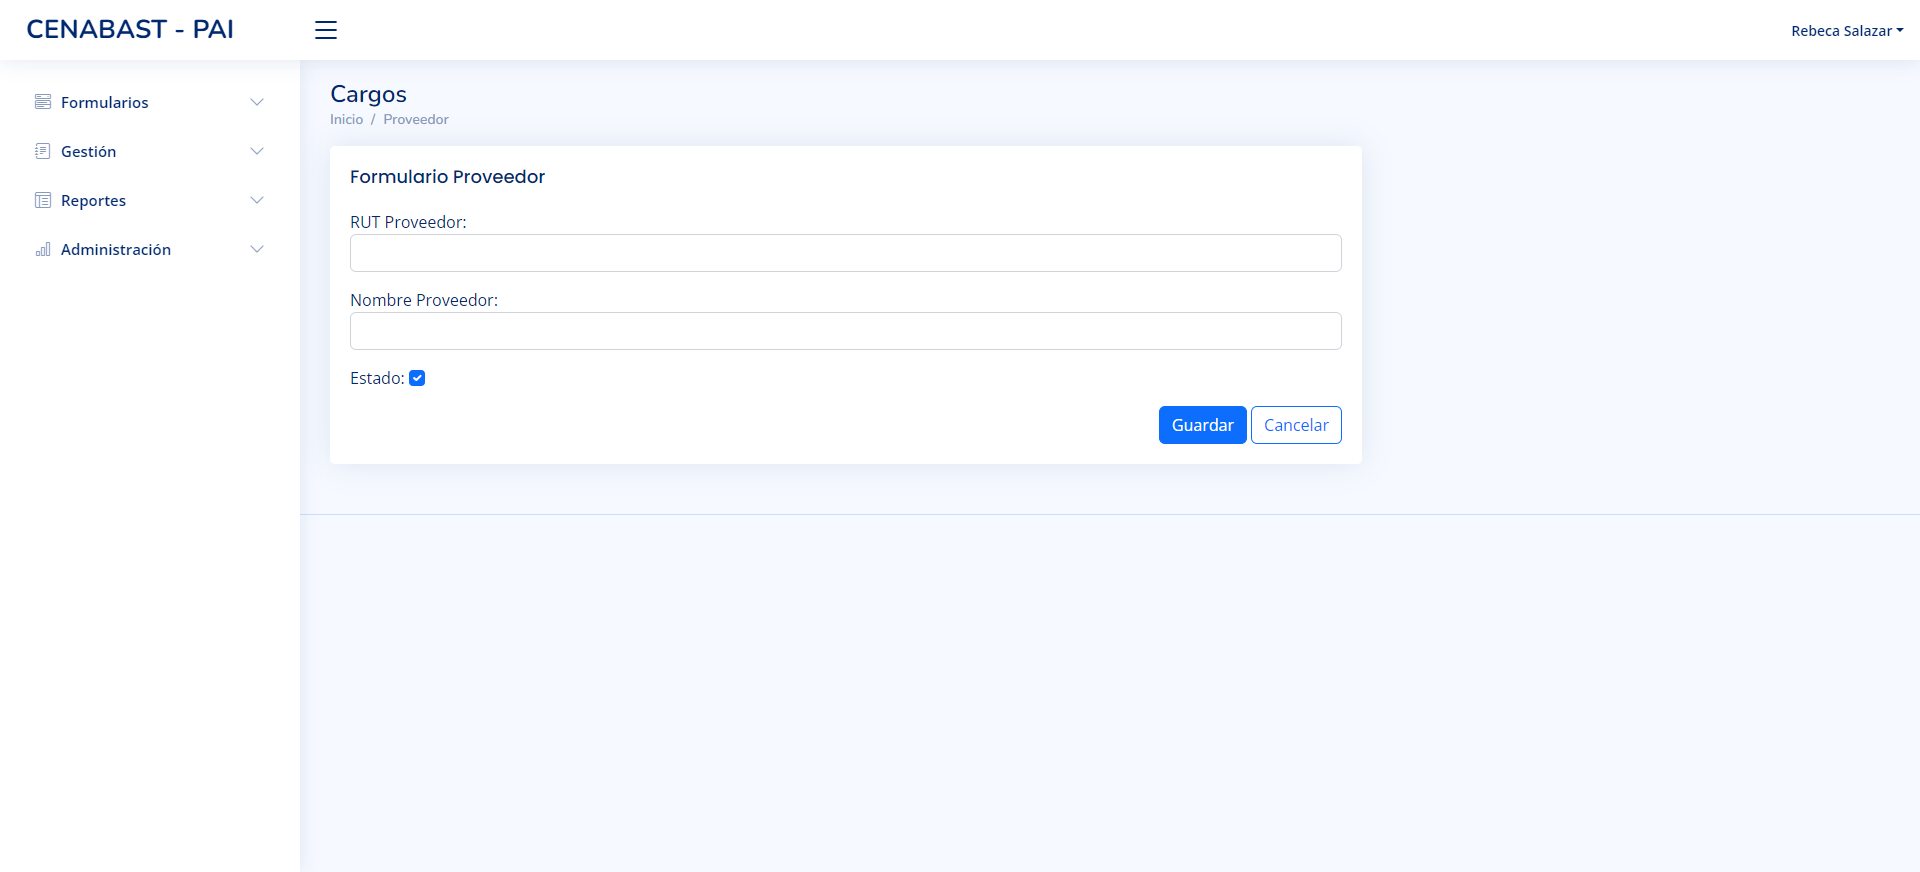 CENABAST - PAI
Rebeca Salazar
Formularios
Gestión
Reportes
Administración
Cargos
Inicio / Proveedor
Formulario Proveedor
RUT Proveedor:
Nombre Proveedor:
Estado:
Guardar Cancelar